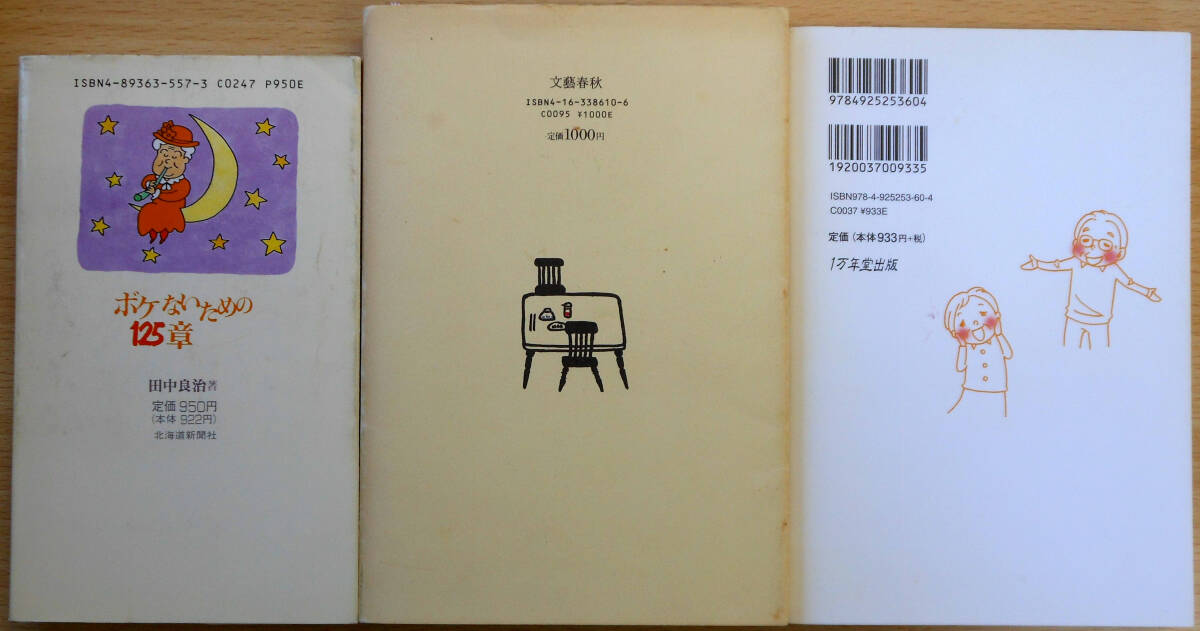 ISBN4-89363-557-3 C0247 P950E
ボケないための
125章
田中良治著
定価 950円
(本体 922円)
北海道新聞社
文藝春秋
ISBN4-16-338610-6
C0095 ¥1000E
定価1000円
9784925253604
1920037009335
ISBN978-4-925253-60-4
C0037 ¥933E
定価(本体933円+税)
1万年堂出版